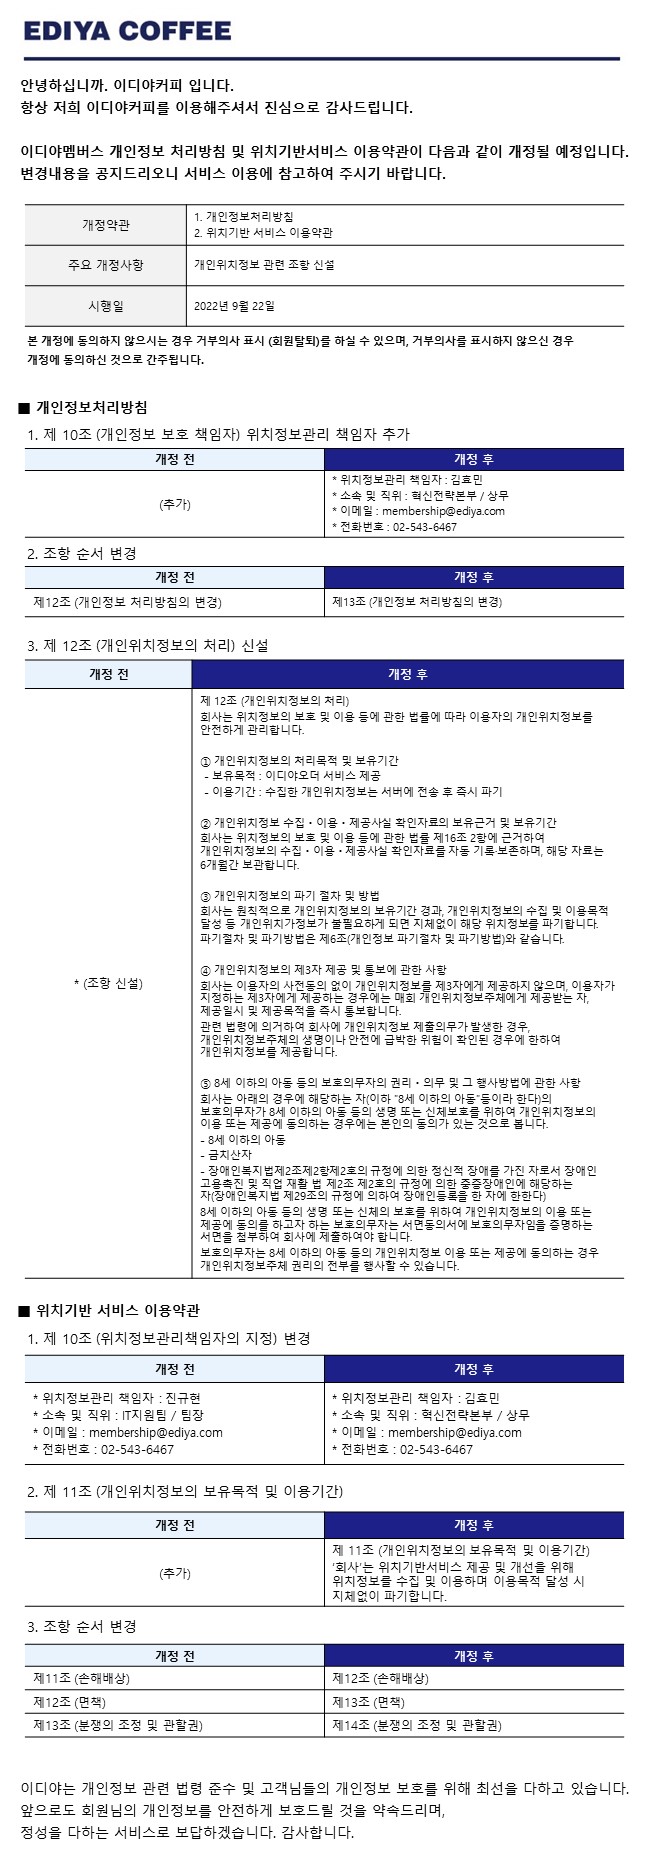 EDIYA COFFEE
안녕하십니까. 이디야커피 입니다.
항상 저희 이디야커피를 이용해주셔서 진심으로 감사드립니다.
이디야멤버스 개인정보 처리방침 및 위치기반서비스 이용약관이 다음과 같이 개정될 예정입니다.
변경내용을 공지드리오니 서비스 이용에 참고하여 주시기 바랍니다.
개정약관
1. 개인정보처리방침
2. 위치기반 서비스 이용약관
주요 개정사항
개인위치정보 관련 조항 신설
시행일
2022년 9월 22일
본 개정에 동의하지 않으시는 경우 거부의사 표시 (회원탈퇴)를 하실 수 있으며, 거부의사를 표시하지 않으신 경우
개정에 동의하신 것으로 간주됩니다.
■ 개인정보처리방침
1. 제 10조 (개인정보 보호 책임자) 위치정보관리 책임자 추가
개정 전
개정 후
(추가)
* 위치정보관리 책임자 : 김효민
* 소속 및 직위 : 혁신전략본부 / 상무
* 이메일 : membership@ediya.com
* 전화번호 : 02-543-6467
2. 조항 순서 변경
개정 전
개정 후
제12조 (개인정보 처리방침의 변경)
제13조 (개인정보 처리방침의 변경)
3. 제 12조 (개인위치정보의 처리) 신설
개정 전
개정 후
* (조항 신설)
제 12조 (개인위치정보의 처리)
회사는 위치정보의 보호 및 이용 등에 관한 법률에 따라 이용자의 개인위치정보를
안전하게 관리합니다.
① 개인위치정보의 처리목적 및 보유기간
- 보유목적 : 이디야오더 서비스 제공
- 이용기간 : 수집한 개인위치정보는 서버에 전송 후 즉시 파기
② 개인위치정보 수집・이용・제공사실 확인자료의 보유근거 및 보유기간
회사는 위치정보의 보호 및 이용 등에 관한 법률 제16조 2항에 근거하여
개인위치정보의 수집・이용・제공사실 확인자료를 자동 기록·보존하며, 해당 자료는
6개월간 보관합니다.
③ 개인위치정보의 파기 절차 및 방법
회사는 원칙적으로 개인위치정보의 보유기간 경과, 개인위치정보의 수집 및 이용목적
달성 등 개인위치가정보가 불필요하게 되면 지체없이 해당 위치정보를 파기합니다.
파기절차 및 파기방법은 제6조(개인정보 파기절차 및 파기방법)와 같습니다.
④ 개인위치정보의 제3자 제공 및 통보에 관한 사항
회사는 이용자의 사전동의 없이 개인위치정보를 제3자에게 제공하지 않으며, 이용자가
지정하는 제3자에게 제공하는 경우에는 매회 개인위치정보주체에게 제공받는 자,
제공일시 및 제공목적을 즉시 통보합니다.
관련 법령에 의거하여 회사에 개인위치정보 제출의무가 발생한 경우,
개인위치정보주체의 생명이나 안전에 급박한 위험이 확인된 경우에 한하여
개인위치정보를 제공합니다.
⑤ 8세 이하의 아동 등의 보호의무자의 권리・의무 및 그 행사방법에 관한 사항
회사는 아래의 경우에 해당하는 자(이하 "8세 이하의 아동"등이라 한다)의
보호의무자가 8세 이하의 아동 등의 생명 또는 신체보호를 위하여 개인위치정보의
이용 또는 제공에 동의하는 경우에는 본인의 동의가 있는 것으로 봅니다.
- 8세 이하의 아동
- 금치산자
- 장애인복지법제2조제2항제2호의 규정에 의한 정신적 장애를 가진 자로서 장애인
고용촉진 및 직업 재활 법 제2조 제2호의 규정에 의한 중증장애인에 해당하는
자(장애인복지법 제29조의 규정에 의하여 장애인등록을 한 자에 한한다)
8세 이하의 아동 등의 생명 또는 신체의 보호를 위하여 개인위치정보의 이용 또는
제공에 동의를 하고자 하는 보호의무자는 서면동의서에 보호의무자임을 증명하는
서면을 첨부하여 회사에 제출하여야 합니다.
보호의무자는 8세 이하의 아동 등의 개인위치정보 이용 또는 제공에 동의하는 경우
개인위치정보주체 권리의 전부를 행사할 수 있습니다.
■ 위치기반 서비스 이용약관
1. 제 10조 (위치정보관리책임자의 지정) 변경
개정 전
개정 후
* 위치정보관리 책임자 : 진규현
* 소속 및 직위 : IT지원팀 / 팀장
* 이메일 : membership@ediya.com
* 전화번호 : 02-543-6467
* 위치정보관리 책임자 : 김효민
* 소속 및 직위 : 혁신전략본부 / 상무
* 이메일 : membership@ediya.com
* 전화번호 : 02-543-6467
2. 제 11조 (개인위치정보의 보유목적 및 이용기간)
개정 전
개정 후
(추가)
제 11조 (개인위치정보의 보유목적 및 이용기간)
'회사'는 위치기반서비스 제공 및 개선을 위해
위치정보를 수집 및 이용하며 이용목적 달성 시
지체없이 파기합니다.
3. 조항 순서 변경
개정 전
개정 후
제11조 (손해배상)
제12조 (손해배상)
제12조 (면책)
제13조 (면책)
제13조 (분쟁의 조정 및 관할권)
제14조 (분쟁의 조정 및 관할권)
이디야는 개인정보 관련 법령 준수 및 고객님들의 개인정보 보호를 위해 최선을 다하고 있습니다.
앞으로도 회원님의 개인정보를 안전하게 보호드릴 것을 약속드리며,
정성을 다하는 서비스로 보답하겠습니다. 감사합니다.